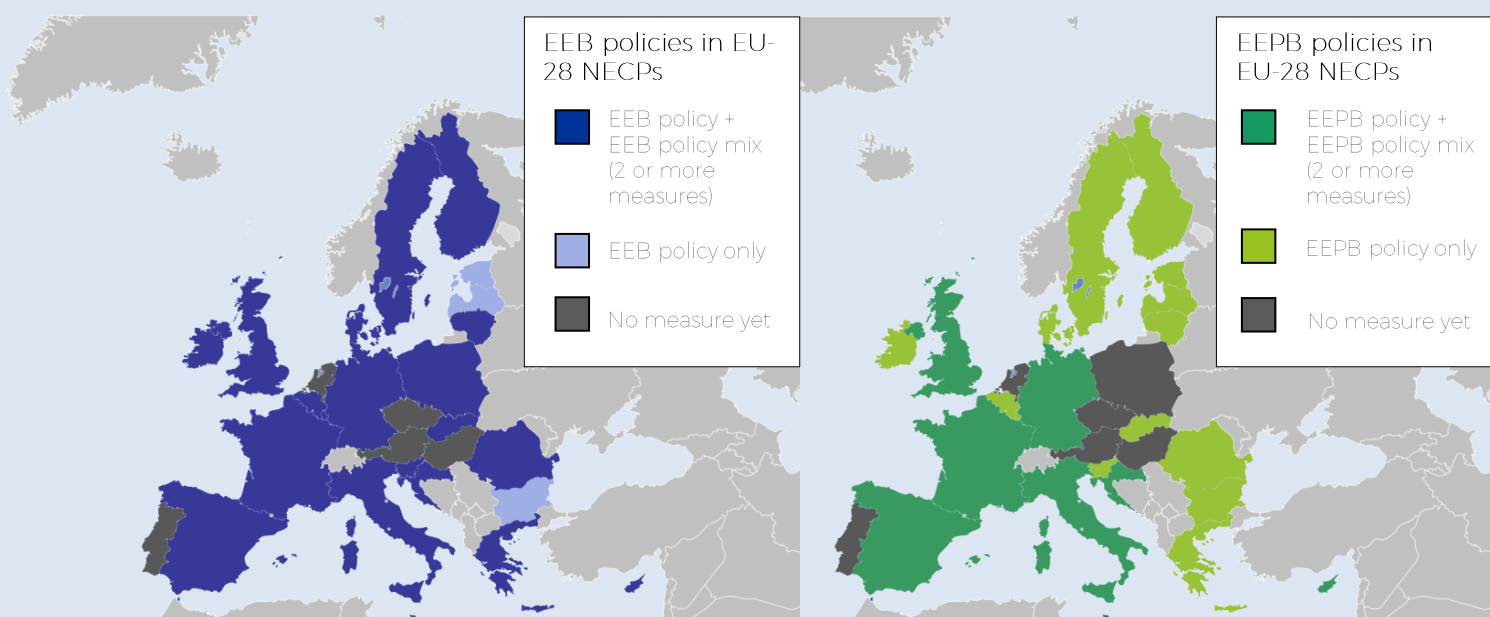 EEB policies in EU-
28 NECPs
EEB policy +
EEB policy mix
(2 or more
measures)
EEB policy only
No measure yet
EEPB policies in
EU-28 NECPs
EEPB policy +
EEPB policy mix
(2 or more
measures)
EEPB policy only
No measure yet